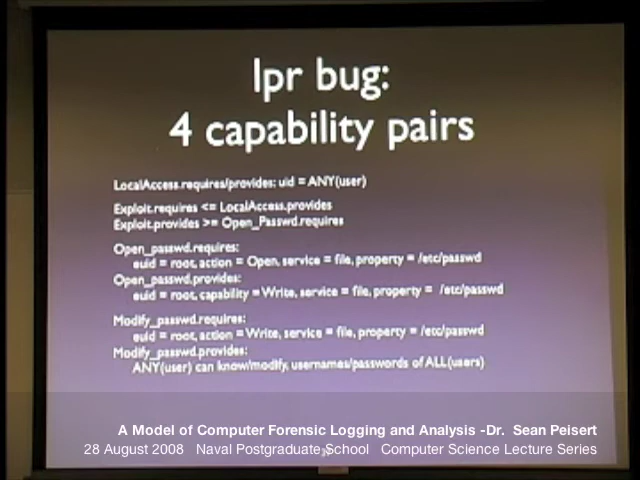 lpr bug:
4 capability pairs
LocalAccess.requires/provides: uid = ANY(user)
Exploit.requires <= LocalAccess.provides
Exploit.provides >= Open_Passwd.requires
Open_passwd.requires:
euid = root, action = Open, service = file, property = /etc/passwd
Open_passwd.provides:
euid = root, capability = Write, service = file, property = /etc/passwd
Modify_passwd.requires:
euid = root, action = Write, service = file, property = /etc/passwd
Modify_passwd.provides:
ANY(user) can know/modify, usernames/passwords of ALL(users)
A Model of Computer Forensic Logging and Analysis -Dr. Sean Peisert
28 August 2008 Naval Postgraduate School Computer Science Lecture Series